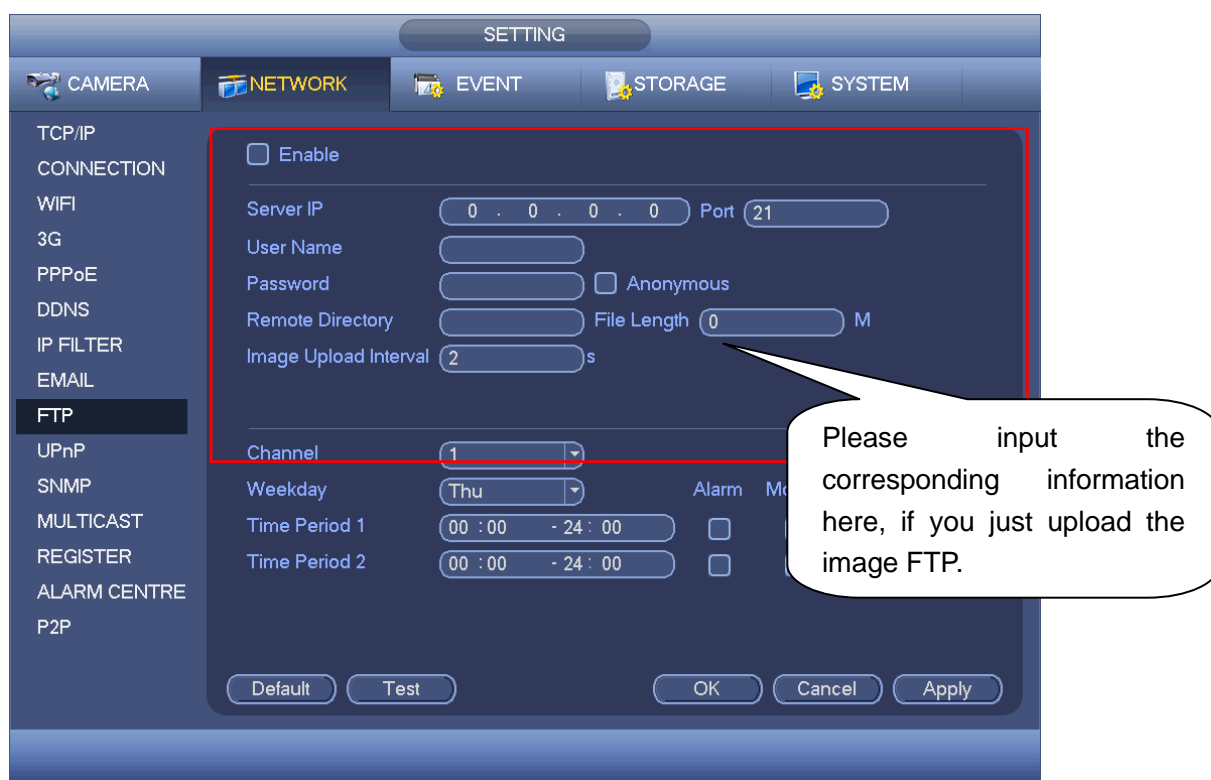 SETTING
CAMERA NETWORK EVENT STORAGE SYSTEM
TCP/IP
CONNECTION
WIFI
3G
PPPoE
DDNS
IP FILTER
EMAIL
FTP
UPnP
SNMP
MULTICAST
REGISTER
ALARM CENTRE
P2P
Enable
Server IP 0 . 0 . 0 . 0 Port 21
User Name
Password Anonymous
Remote Directory File Length 0 M
Image Upload Interval 2 s
Channel 1
Weekday Thu Alarm
Time Period 1 00 :00 - 24 : 00
Time Period 2 00 :00 - 24 : 00
Default Test OK Cancel Apply
Please input the
corresponding information
here, if you just upload the
image FTP.